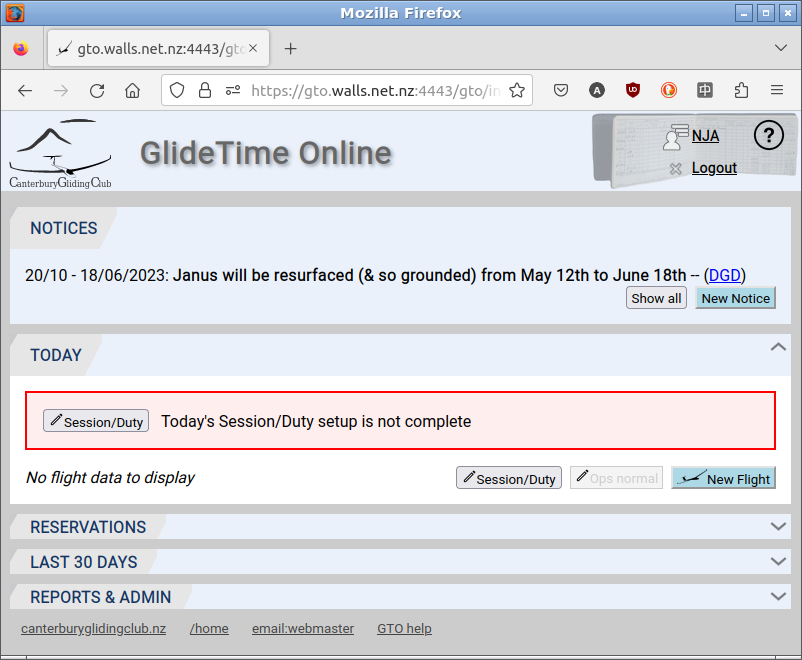 Mozilla Firefox
gto.walls.net.nz:4443/gto
https://gto.walls.net.nz:4443/gto/in
CanterburyGlidingClub
GlideTime Online
NJA
?
Logout
NOTICES
20/10 - 18/06/2023: Janus will be resurfaced (& so grounded) from May 12th to June 18th -- (DGD)
Show all New Notice
TODAY
Session/Duty Today's Session/Duty setup is not complete
No flight data to display Session/Duty Ops normal New Flight
RESERVATIONS
LAST 30 DAYS
REPORTS & ADMIN
canterburyglidingclub.nz /home email:webmaster GTO help